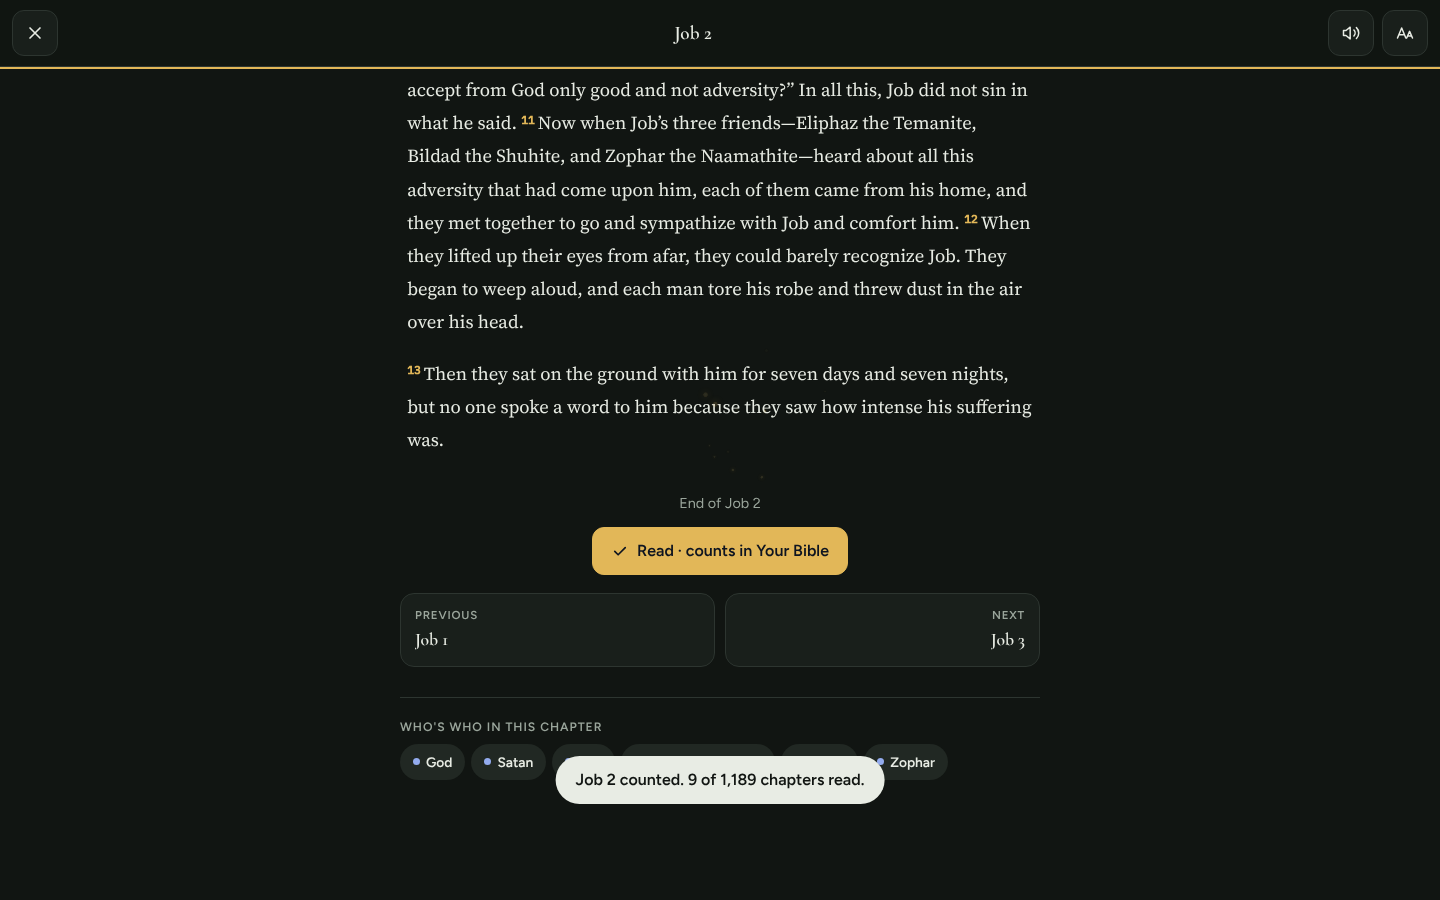 Job 2
accept from God only good and not adversity?” In all this, Job did not sin in
what he said. 11 Now when Job’s three friends—Eliphaz the Temanite,
Bildad the Shuhite, and Zophar the Naamathite—heard about all this
adversity that had come upon him, each of them came from his home, and
they met together to go and sympathize with Job and comfort him. 12 When
they lifted up their eyes from afar, they could barely recognize Job. They
began to weep aloud, and each man tore his robe and threw dust in the air
over his head.
13 Then they sat on the ground with him for seven days and seven nights,
but no one spoke a word to him because they saw how intense his suffering
was.
End of Job 2
Read · counts in Your Bible
PREVIOUS
Job 1
NEXT
Job 3
WHO'S WHO IN THIS CHAPTER
God
Satan
Zophar
Job 2 counted. 9 of 1,189 chapters read.